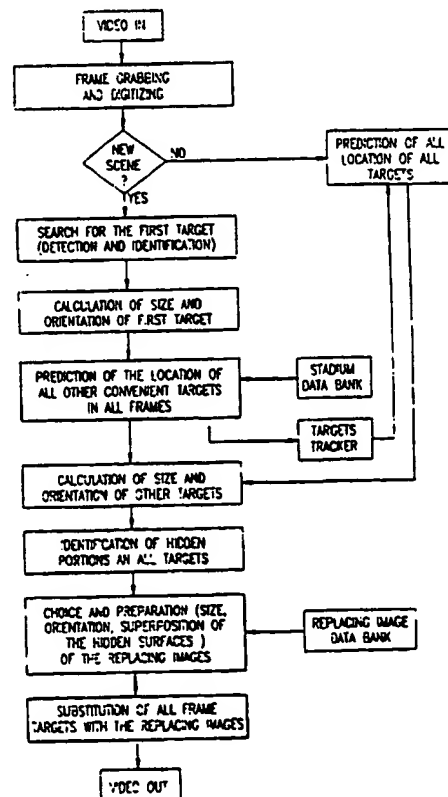 VIDEO IN
FRAME GRABBING
AND DIGITIZING
NEW
SCENE
?
NO
YES
PREDICTION OF ALL
LOCATION OF ALL
TARGETS
SEARCH FOR THE FIRST TARGET
(DETECTION AND IDENTIFICATION)
CALCULATION OF SIZE AND
ORIENTATION OF FIRST TARGET
PREDICTION OF THE LOCATION OF
ALL OTHER CONVENIENT TARGETS
IN ALL FRAMES
STADIUM
DATA BANK
TARGETS
TRACKER
CALCULATION OF SIZE AND
ORIENTATION OF OTHER TARGETS
IDENTIFICATION OF HIDDEN
PORTIONS AN ALL TARGETS
CHOICE AND PREPARATION (SIZE,
ORIENTATION, SUPERPOSITION OF
THE HIDDEN SURFACES )
OF THE REPLACING IMAGES
REPLACING IMAGE
DATA BANK
SUBSTITUTION OF ALL FRAME
TARGETS WITH THE REPLACING IMAGES
VIDEO OUT